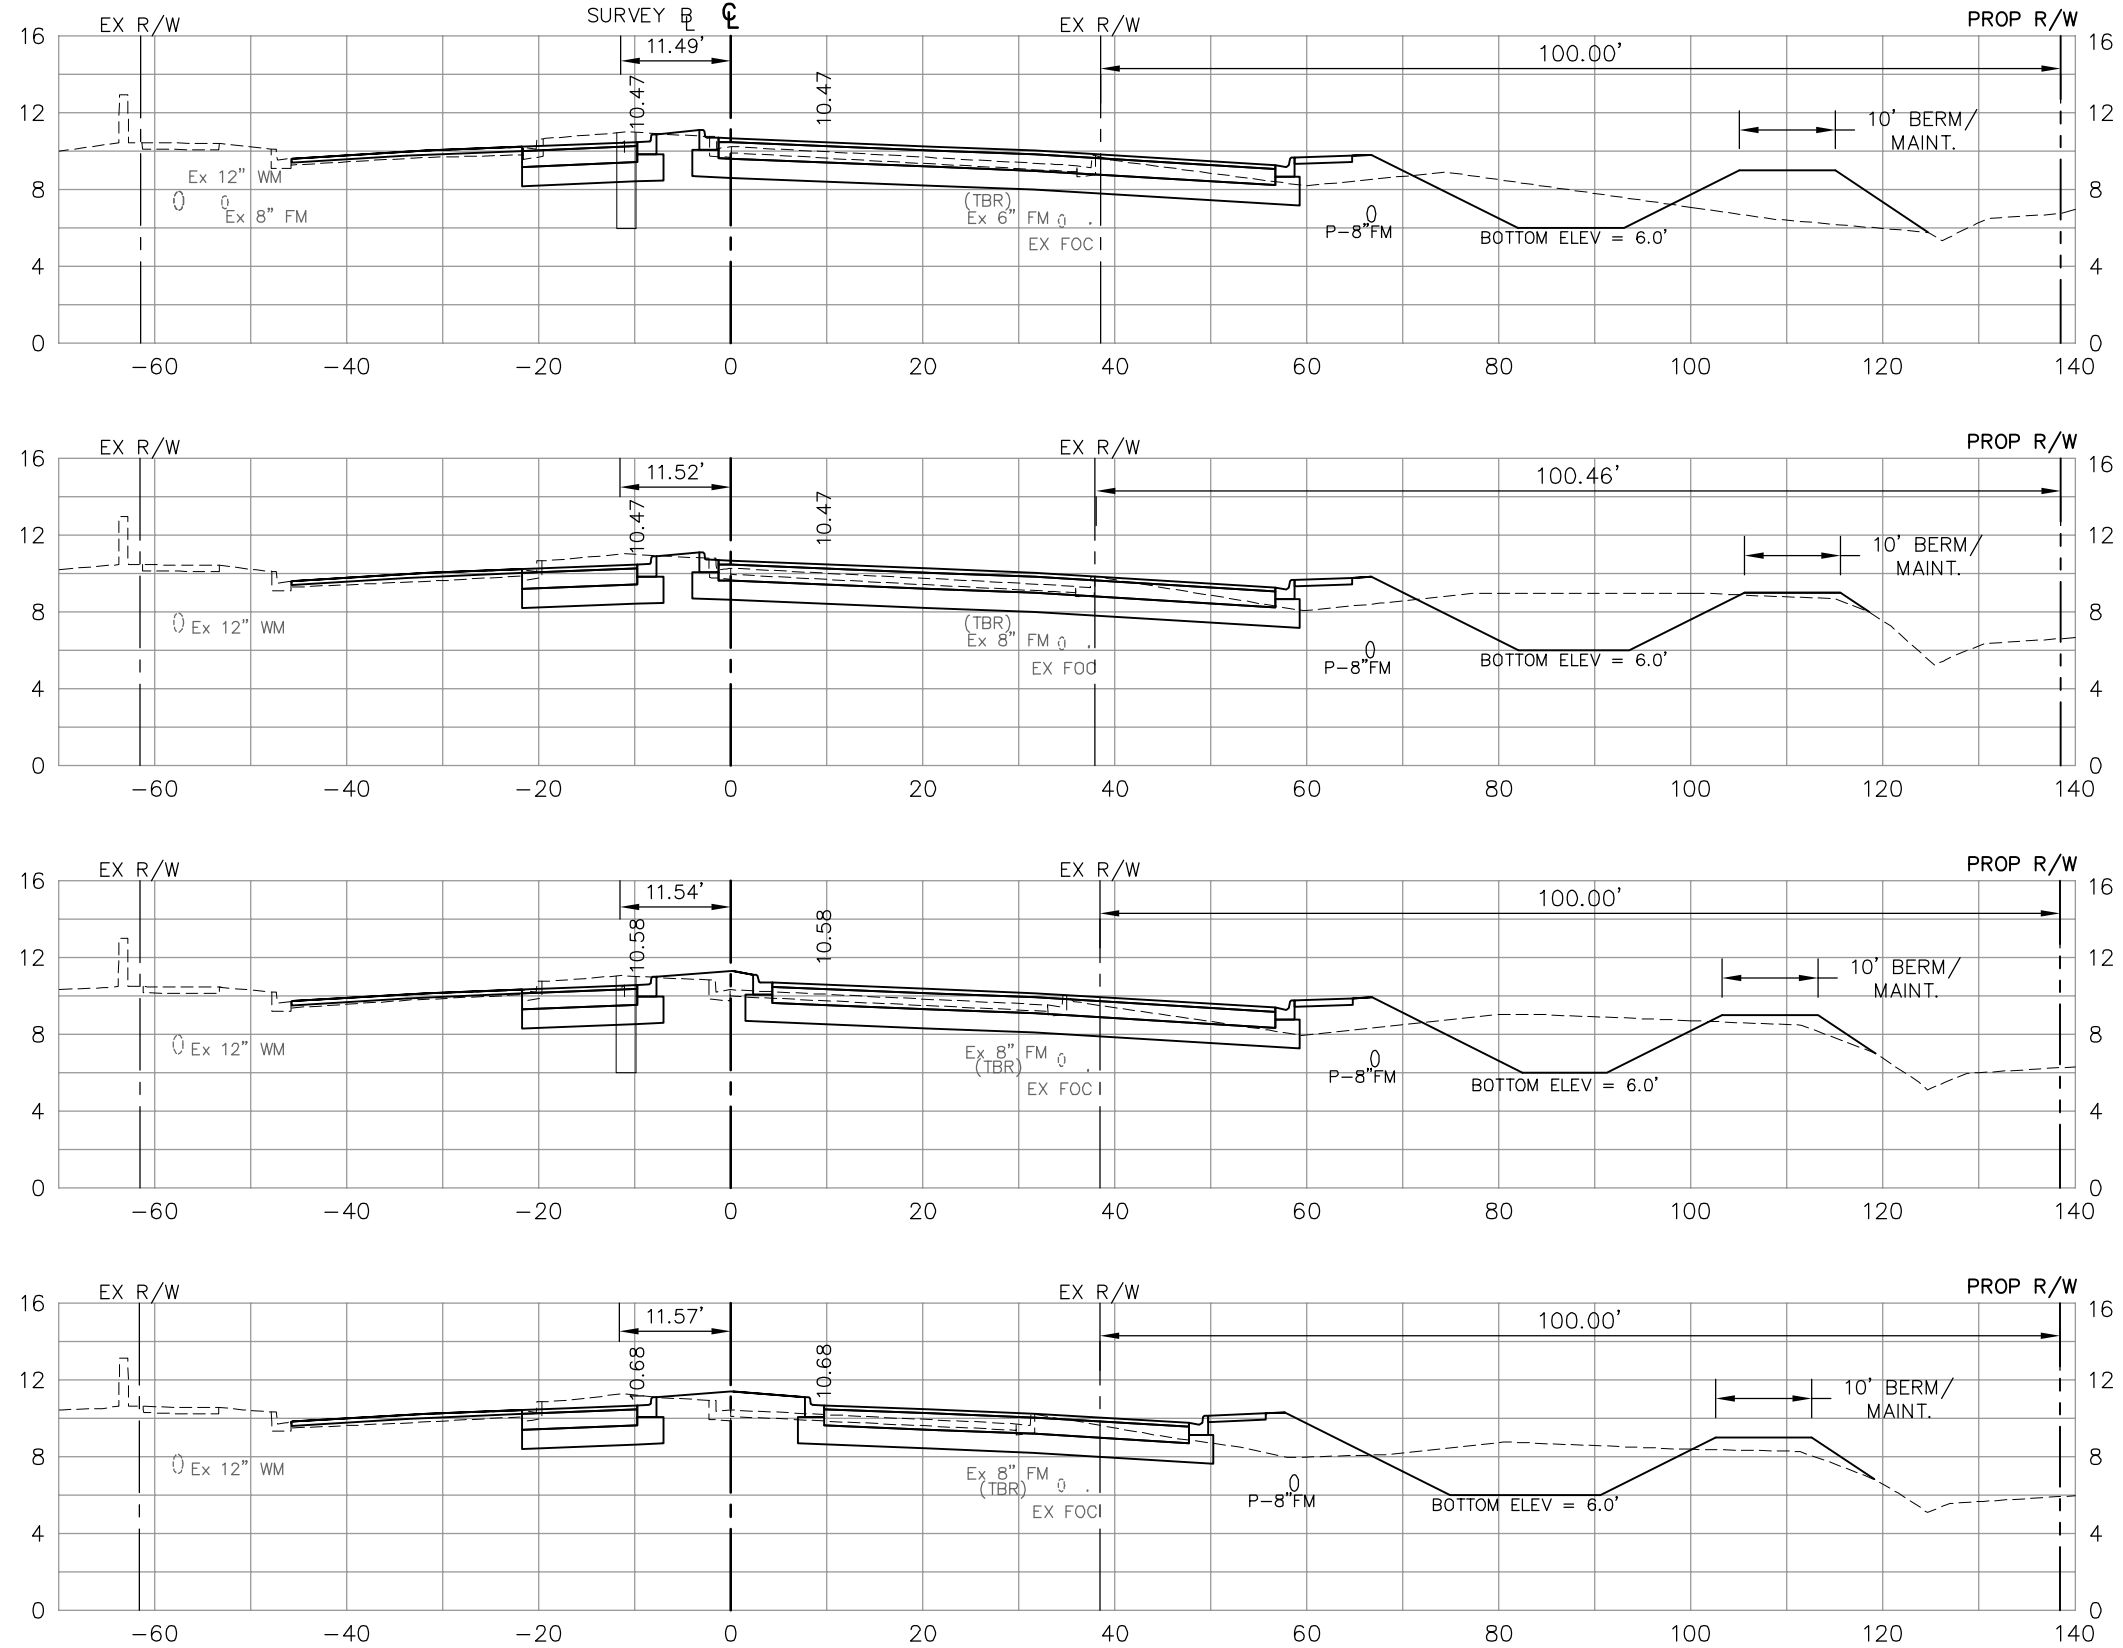 EX R/W SURVEY BL CL EX R/W PROP R/W
16 11.49' 100.00' 16
10.47 10.47
12 10' BERM/ 12
MAINT.
Ex 12" WM
8 (TBR) 8
Ex 8" FM Ex 6" FM
P-8"FM BOTTOM ELEV = 6.0'
EX FOC
4 4
0 0
-60 -40 -20 0 20 40 60 80 100 120 140
EX R/W EX R/W PROP R/W
16 11.52' 100.46' 16
10.47 10.47
12 10' BERM/ 12
MAINT.
8 8
(TBR)
Ex 12" WM Ex 8" FM
P-8"FM BOTTOM ELEV = 6.0'
EX FOC
4 4
0 0
-60 -40 -20 0 20 40 60 80 100 120 140
EX R/W EX R/W PROP R/W
16 11.54' 100.00' 16
10.58 10.58
12 10' BERM/ 12
MAINT.
8 8
Ex 12" WM Ex 8" FM
(TBR)
P-8"FM BOTTOM ELEV = 6.0'
EX FOC
4 4
0 0
-60 -40 -20 0 20 40 60 80 100 120 140
EX R/W EX R/W PROP R/W
16 11.57' 100.00' 16
10.68 10.68
12 10' BERM/ 12
MAINT.
8 8
Ex 12" WM Ex 8" FM
(TBR)
P-8"FM BOTTOM ELEV = 6.0'
EX FOC
4 4
0 0
-60 -40 -20 0 20 40 60 80 100 120 140